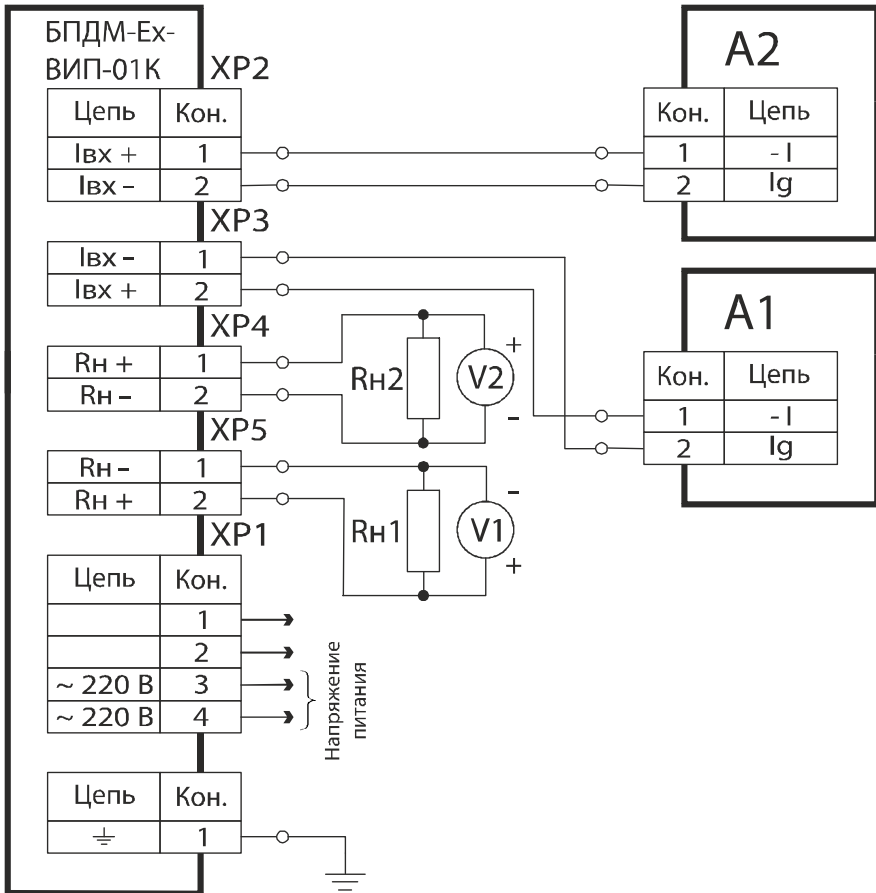 БПДМ-Ex-
ВИП-01К
XP2
Цепь Кон.
Iвх + 1
Iвх – 2
XP3
Iвх – 1
Iвх + 2
XP4
Rн + 1
Rн – 2
XP5
Rн – 1
Rн + 2
XP1
Цепь Кон.
1
2
~ 220 В 3
~ 220 В 4
Напряжение
питания
Цепь Кон.
1
Rн2 V2 + –
Rн1 V1 – +
A2
Кон. Цепь
1 - I
2 Ig
A1
Кон. Цепь
1 - I
2 Ig